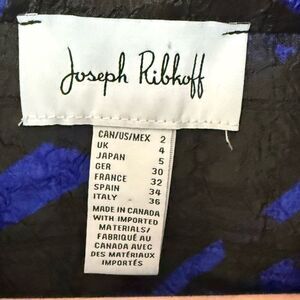 Joseph Ribkoff
CAN/US/MEX 2
UK 4
JAPAN 5
GER 30
FRANCE 32
SPAIN 34
ITALY 36
MADE IN CANADA
WITH IMPORTED
MATERIALS/
FABRIQUÉ AU
CANADA AVEC
DES MATÉRIAUX
IMPORTÉS